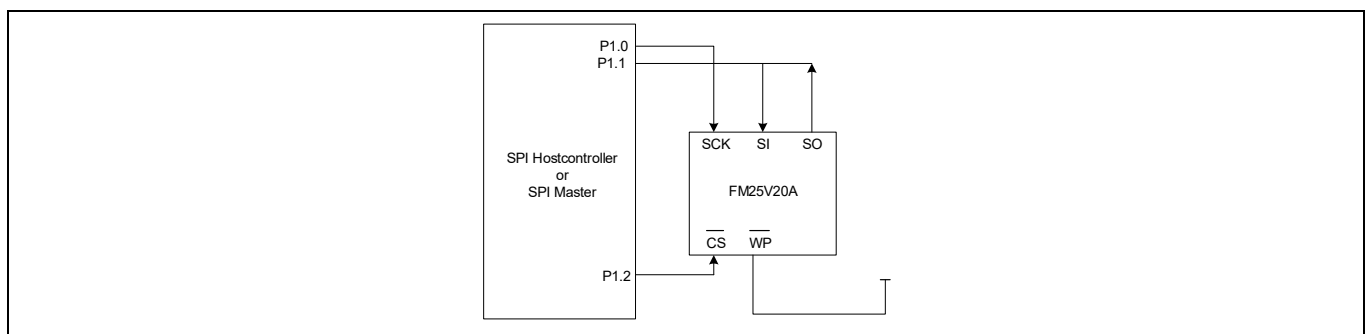 P1.0
P1.1
SPI Hostcontroller
or
SPI Master
P1.2
SCK SI SO
FM25V20A
CS WP